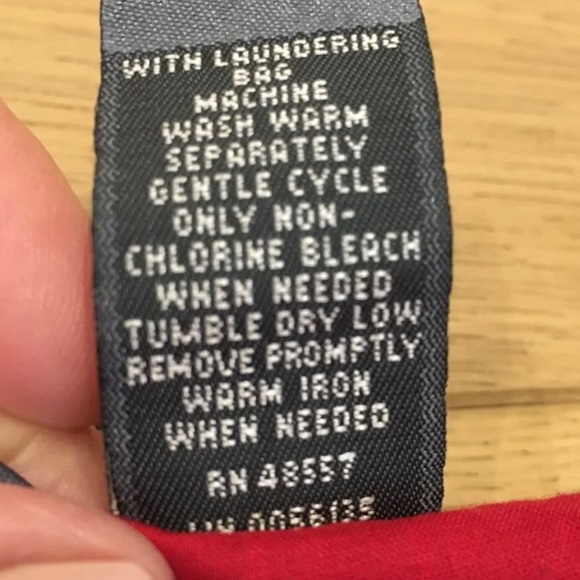 WITH LAUNDERING
BAG
MACHINE
WASH WARM
SEPARATELY
GENTLE CYCLE
ONLY NON-
CHLORINE BLEACH
WHEN NEEDED
TUMBLE DRY LOW
REMOVE PROMPTLY
WARM IRON
WHEN NEEDED
RN 48557